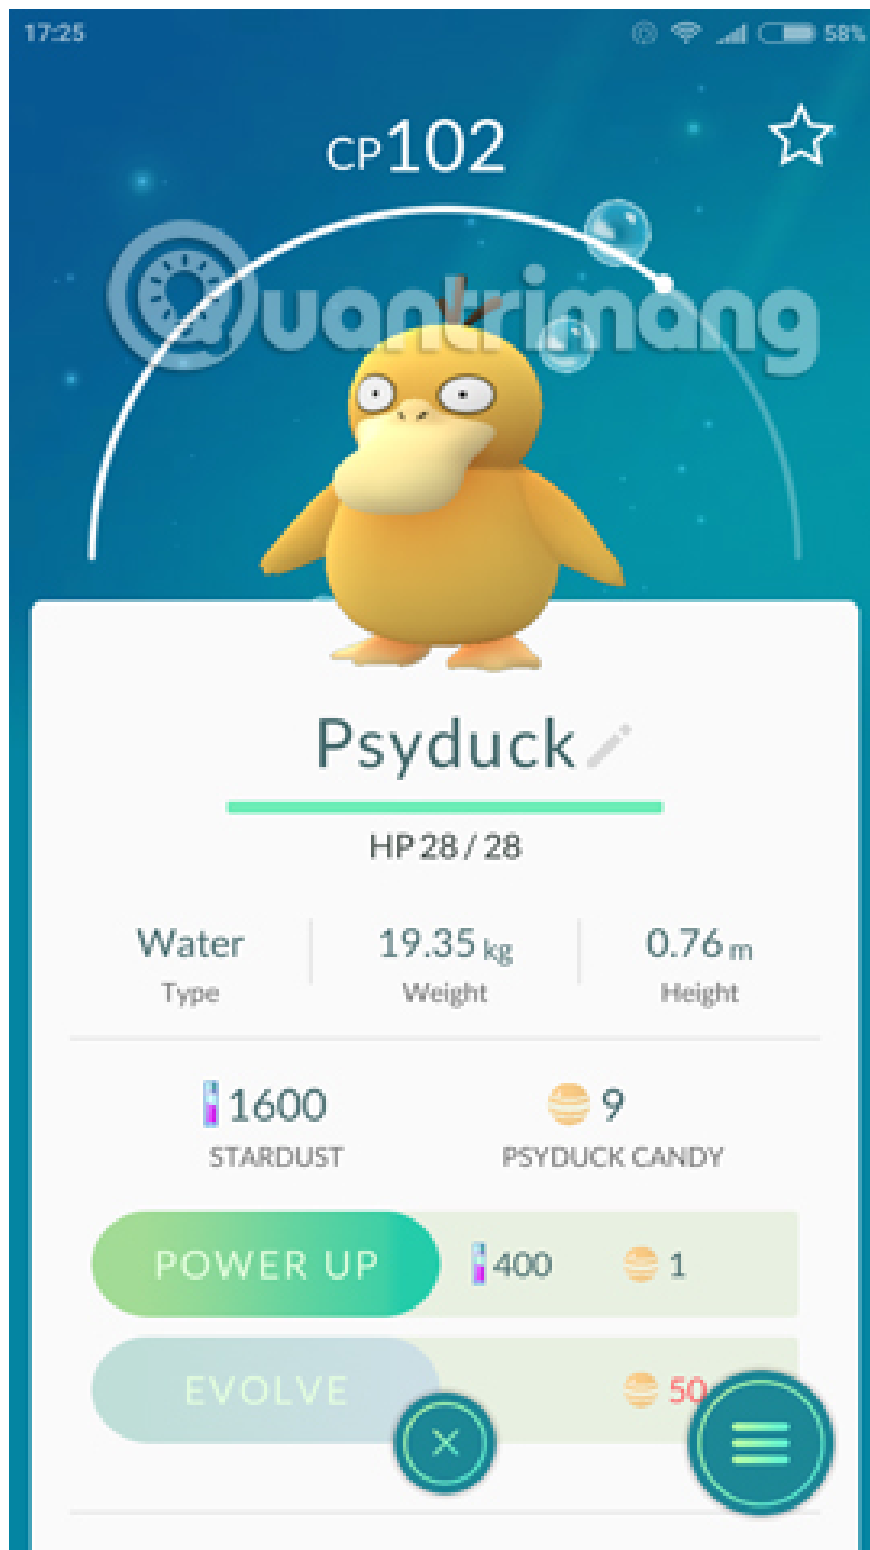 17:25 58%
CP102
Quantrimang
Psyduck
HP 28 / 28
Water 19.35 kg 0.76 m
Type Weight Height
1600 9
STARDUST PSYDUCK CANDY
POWER UP 400 1
EVOLVE 50